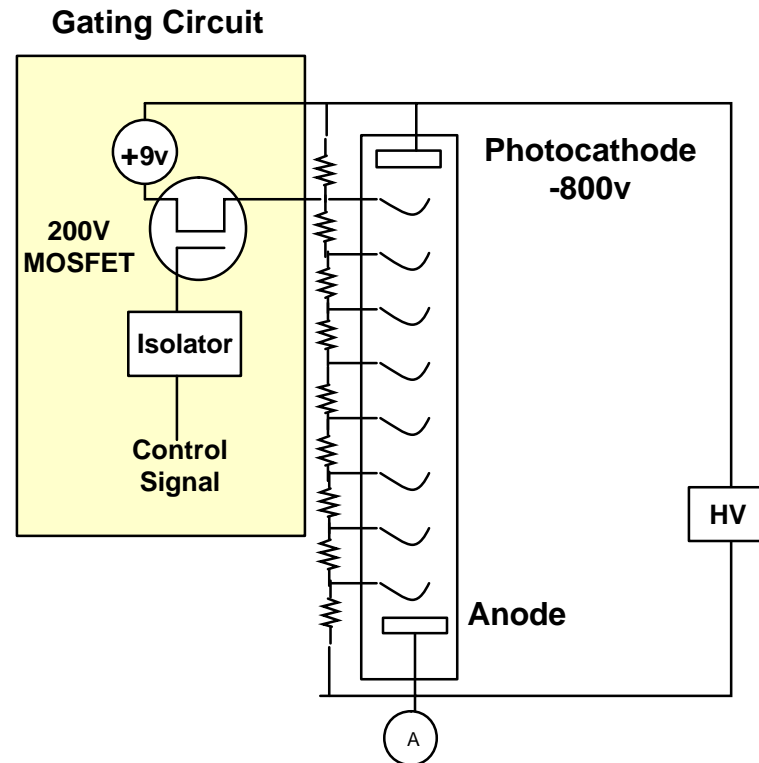 Gating Circuit
+9v
Photocathode
-800v
200V
MOSFET
Isolator
Control
Signal
HV
Anode
A